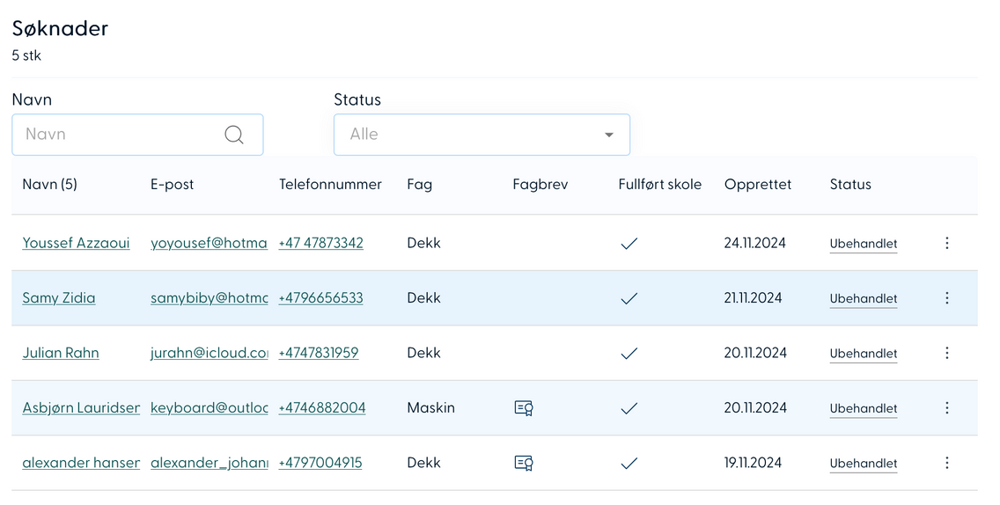 Søknader
5 stk
Navn Status
Navn Alle
Navn (5) E-post Telefonnummer Fag Fagbrev Fullført skole Opprettet Status
Youssef Azzaoui yoyousef@hotma +47 47873342 Dekk 24.11.2024 Ubehandlet
Samy Zidia samybiby@hotmc +4796656533 Dekk 21.11.2024 Ubehandlet
Julian Rahn jurahn@icloud.co +4747831959 Dekk 20.11.2024 Ubehandlet
Asbjørn Lauridser keyboard@outloc +4746882004 Maskin 20.11.2024 Ubehandlet
alexander hanser alexander_johan +4797004915 Dekk 19.11.2024 Ubehandlet